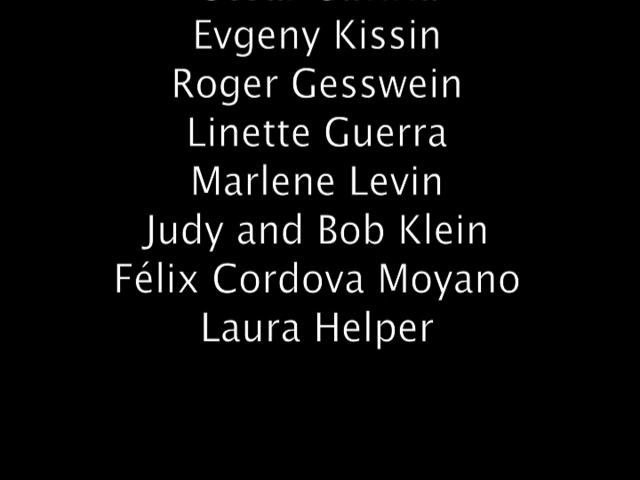 Evgeny Kissin
Roger Gesswein
Linette Guerra
Marlene Levin
Judy and Bob Klein
Félix Cordova Moyano
Laura Helper